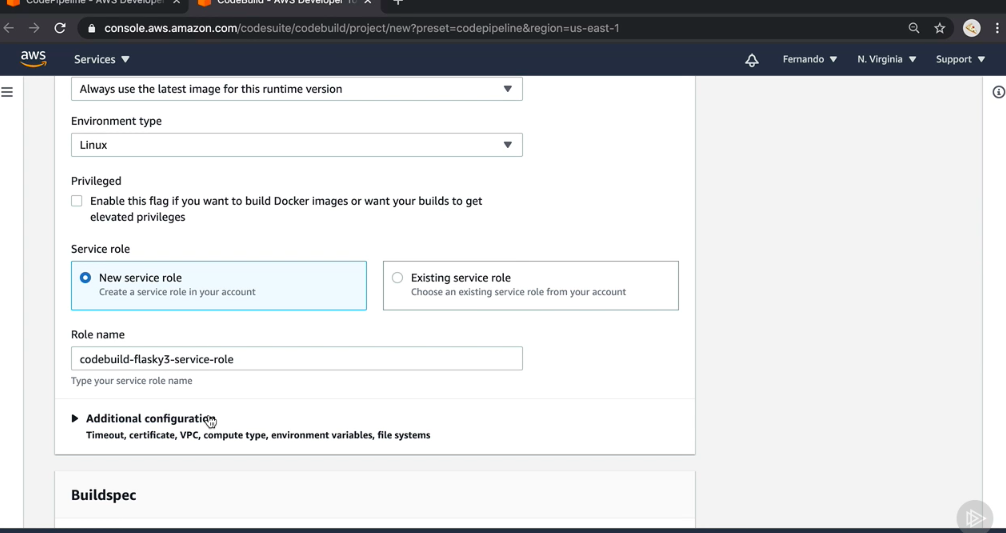 CodePipeline - AWS Developer
CodeBuild - AWS Developer To
console.aws.amazon.com/codesuite/codebuild/project/new?preset=codepipeline&region=us-east-1
aws
Services
Fernando
N. Virginia
Support
Always use the latest image for this runtime version
Environment type
Linux
Privileged
Enable this flag if you want to build Docker images or want your builds to get
elevated privileges
Service role
New service role
Create a service role in your account
Existing service role
Choose an existing service role from your account
Role name
codebuild-flasky3-service-role
Type your service role name
Additional configuration
Timeout, certificate, VPC, compute type, environment variables, file systems
Buildspec